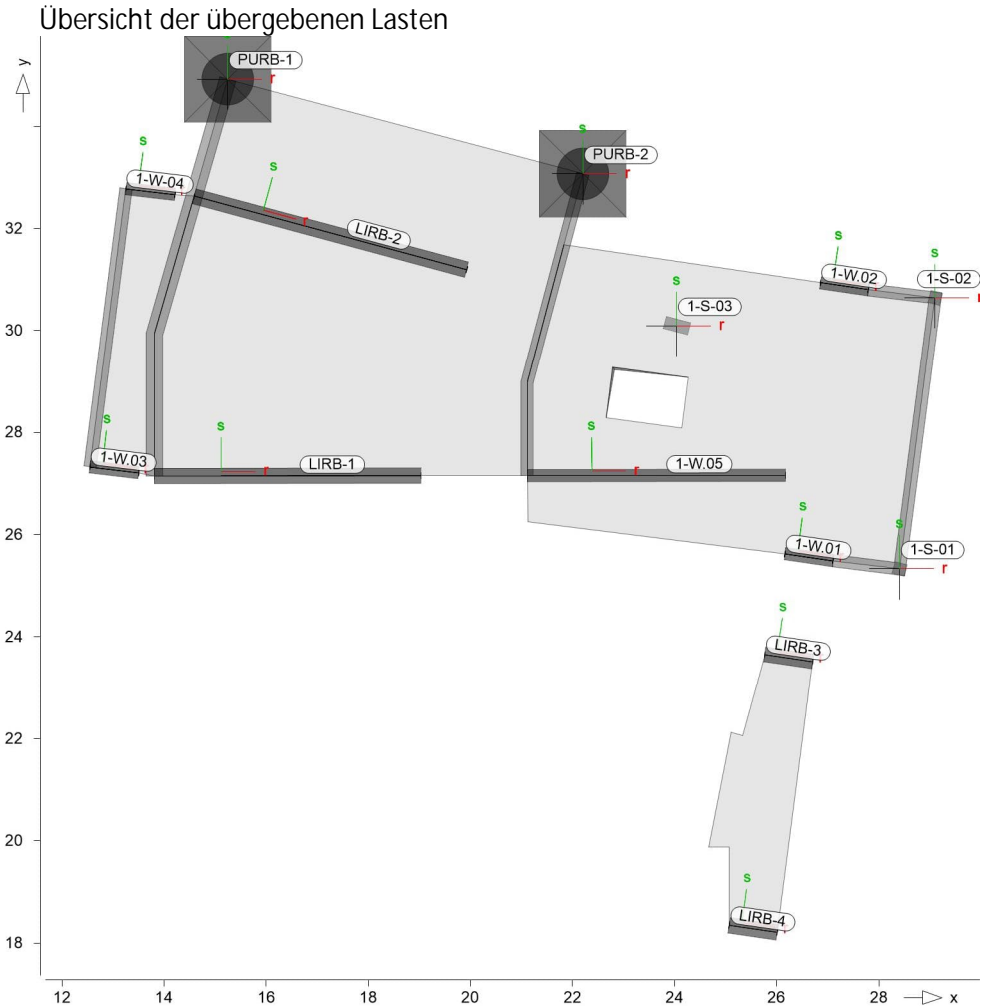 Übersicht der übergebenen Lasten
y
s
PURB-1
r
s
PURB-2
r
s
1-W-04
s
r
LIRB-2
32
s
1-W.02
r
s
1-S-02
r
s
1-S-03
r
30
28
s
1-W.03
s
LIRB-1
r
s
1-W.05
r
26
s
1-W.01
r
s
1-S-01
r
24
s
LIRB-3
r
22
20
s
LIRB-4
r
18
12 14 16 18 20 22 24 26 28 x